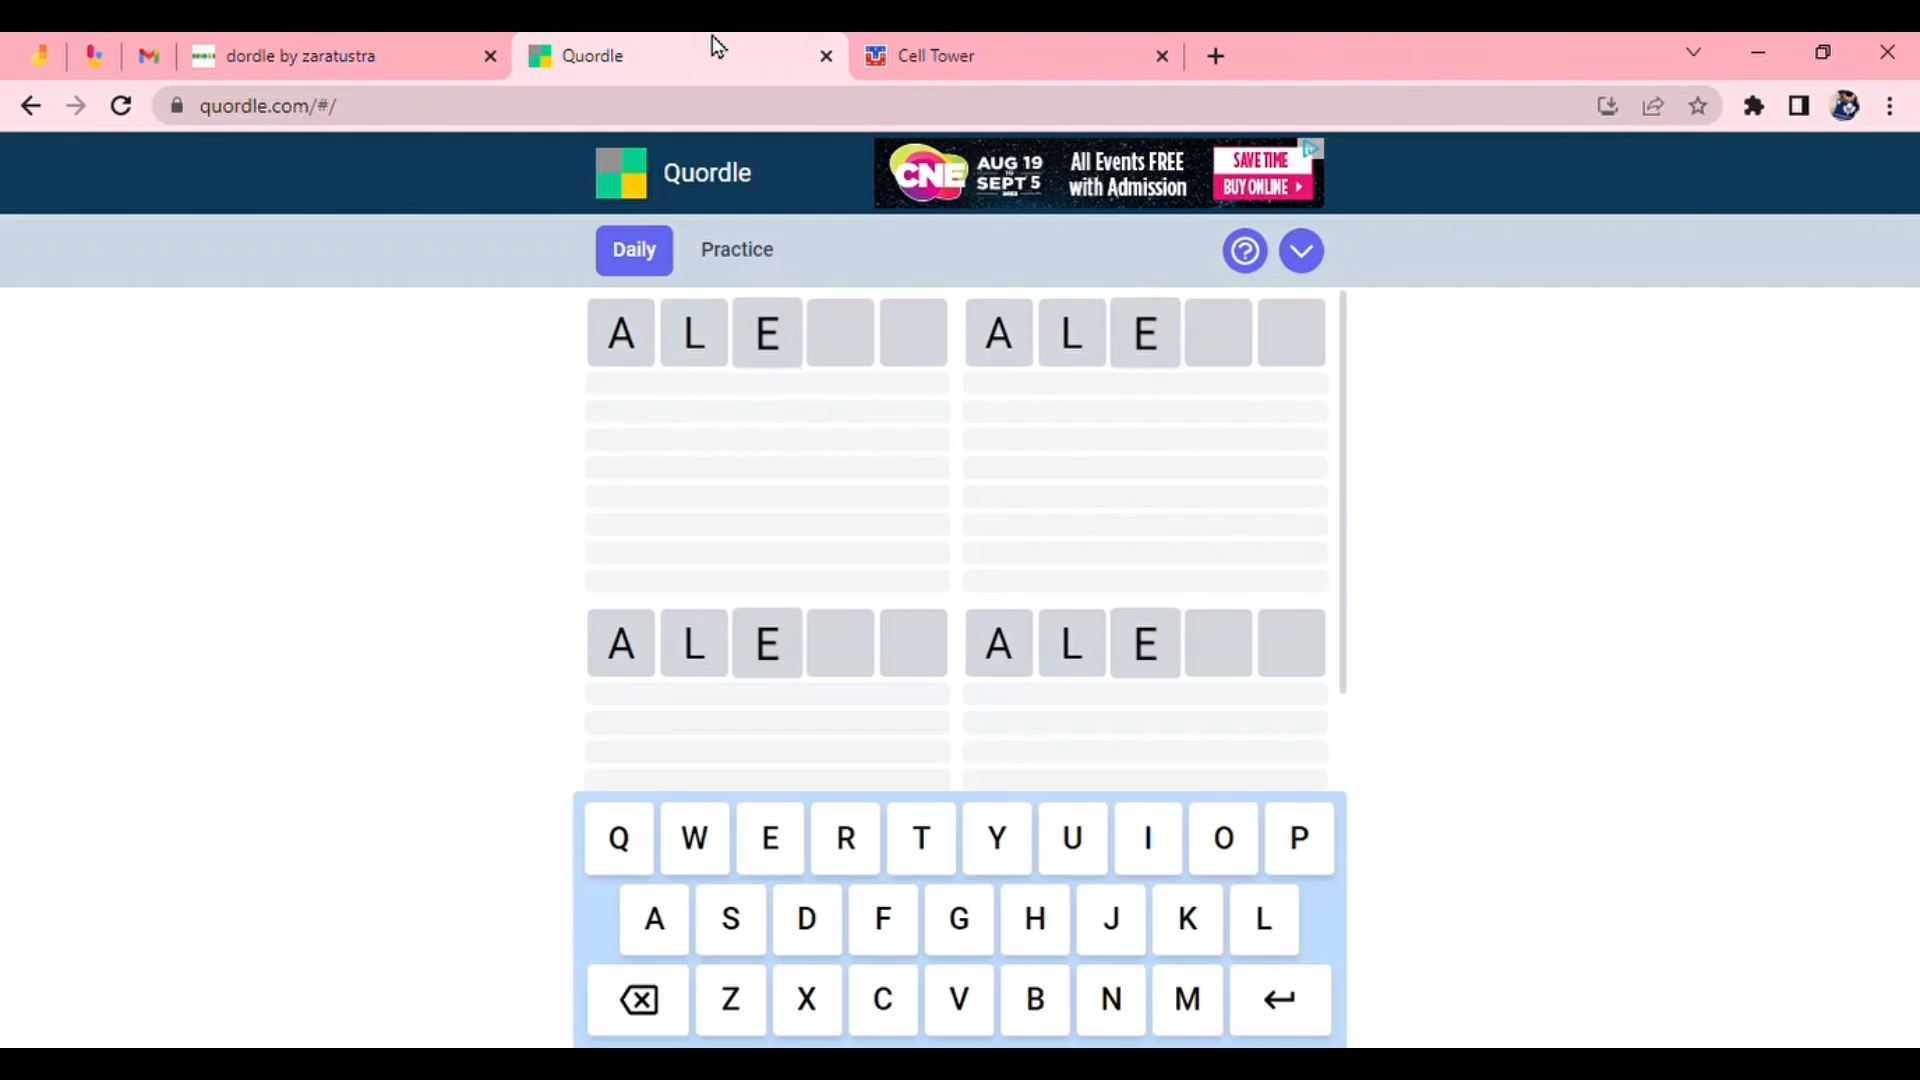 dordle by zaratustra
Quordle
Cell Tower
quordle.com/#/
Quordle
CNE
AUG 19
TO
SEPT 5
All Events FREE
with Admission
SAVE TIME
BUY ONLINE
Daily
Practice
A L E
A L E
A L E
A L E
Q W E R T Y U I O P
A S D F G H J K L
Z X C V B N M